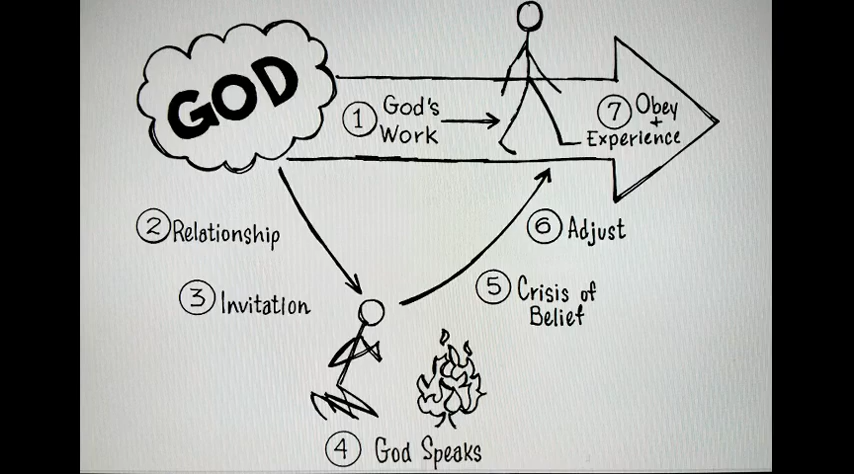 GOD
1 God's
Work
2 Relationship
3 Invitation
4 God Speaks
5 Crisis of
Belief
6 Adjust
7 Obey
+
Experience